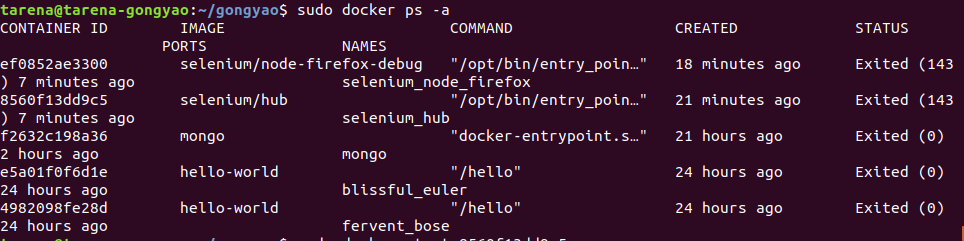 tarena@tarena-gongyao:~/gongyao$ sudo docker ps -a
CONTAINER ID        IMAGE                         COMMAND                  CREATED             STATUS
                    PORTS               NAMES
ef0852ae3300        selenium/node-firefox-debug   "/opt/bin/entry_poin…"   18 minutes ago      Exited (143
) 7 minutes ago                         selenium_node_firefox
8560f13dd9c5        selenium/hub                  "/opt/bin/entry_poin…"   21 minutes ago      Exited (143
) 7 minutes ago                         selenium_hub
f2632c198a36        mongo                         "docker-entrypoint.s…"   21 hours ago        Exited (0)
2 hours ago                             mongo
e5a01f0f6d1e        hello-world                   "/hello"                 24 hours ago        Exited (0)
24 hours ago                            blissful_euler
4982098fe28d        hello-world                   "/hello"                 24 hours ago        Exited (0)
24 hours ago                            fervent_bose